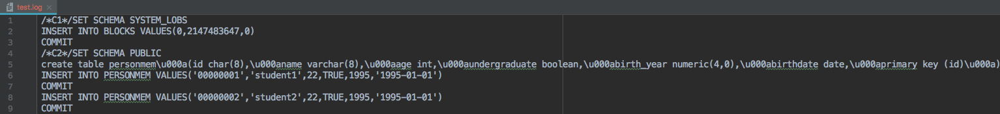 test.log
1 /*C1*/SET SCHEMA SYSTEM_LOBS
2 INSERT INTO BLOCKS VALUES(0,2147483647,0)
3 COMMIT
4 /*C2*/SET SCHEMA PUBLIC
5 create table personmem\u000a(id char(8),\u000aname varchar(8),\u000aage int,\u000aundergraduate boolean,\u000abirth_year numeric(4,0),\u000abirthdate date,\u000aprimary key (id)\u000a)
6 INSERT INTO PERSONMEM VALUES('00000001','student1',22,TRUE,1995,'1995-01-01')
7 COMMIT
8 INSERT INTO PERSONMEM VALUES('00000002','student2',22,TRUE,1995,'1995-01-01')
9 COMMIT